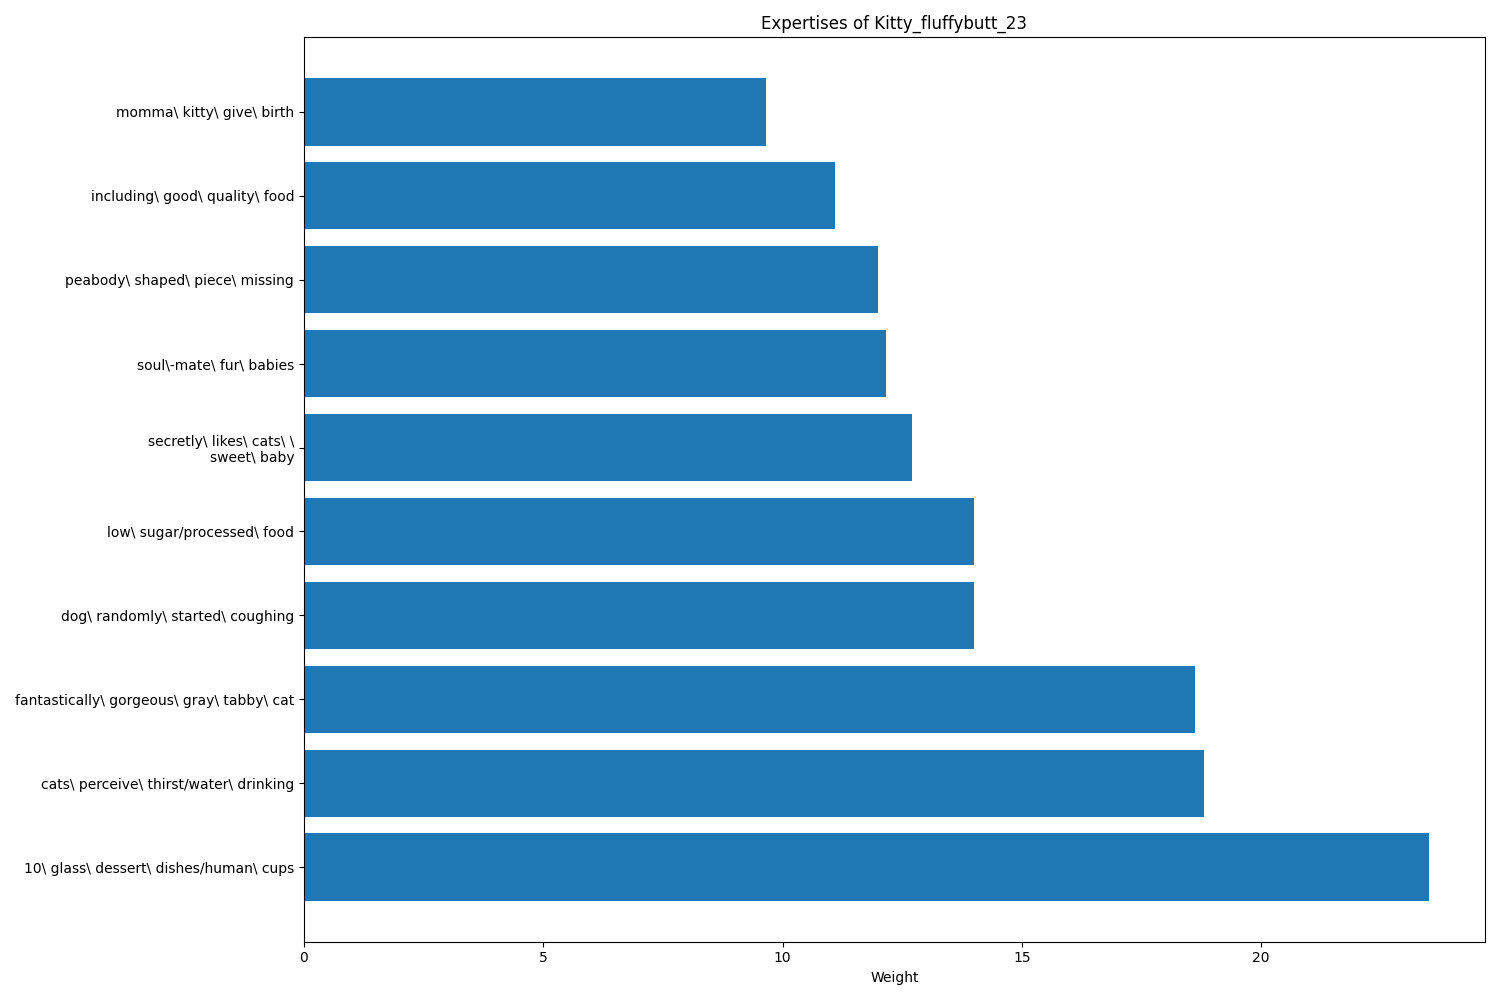 Expertises of Kitty_fluffybutt_23
momma\ kitty\ give\ birth
including\ good\ quality\ food
peabody\ shaped\ piece\ missing
soul\-mate\ fur\ babies
secretly\ likes\ cats\ \
sweet\ baby
low\ sugar/processed\ food
dog\ randomly\ started\ coughing
fantastically\ gorgeous\ gray\ tabby\ cat
cats\ perceive\ thirst/water\ drinking
10\ glass\ dessert\ dishes/human\ cups
0 5 10 15 20
Weight